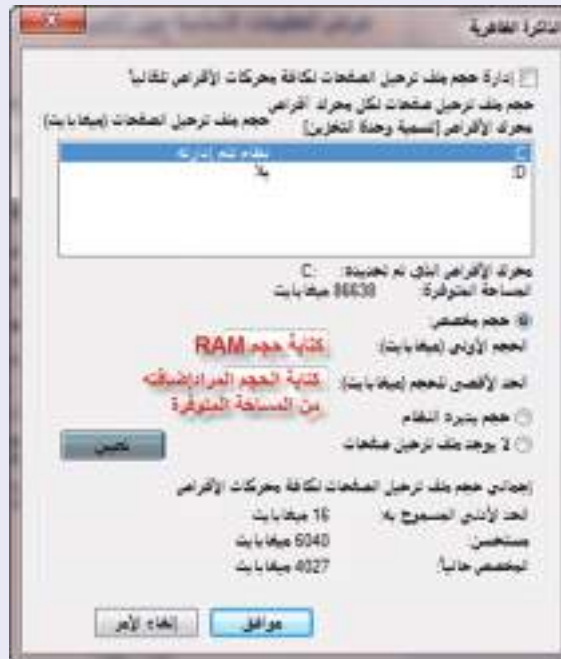 الذاكرة الظاهرية
إدارة حجم ملف ترحيل الصفحات لكافة محركات الأقراص تلقائياً
حجم ملف ترحيل صفحات لكل محرك أقراص
محرك الأقراص [تسمية وحدة التخزين] حجم ملف ترحيل الصفحات (ميغابايت)
C: نظام تتم إدارته
D: بلا
محرك الأقراص الذي تم تحديده: C:
المساحة المتوفرة: 86638 ميغابايت
حجم مخصص
الحجم الأولي (ميغابايت): كتابة حجم RAM
الحد الأقصى للحجم (ميغابايت): كتابة الحجم المراد إضافته
من المساحة المتوفرة
حجم يديره النظام
لا يوجد ملف ترحيل صفحات
تعيين
إجمالي حجم ملف ترحيل الصفحات لكافة محركات الأقراص
الحد الأدنى المسموح به: 16 ميغابايت
مستحسن: 6040 ميغابايت
المخصص حالياً: 4027 ميغابايت
موافق إلغاء الأمر